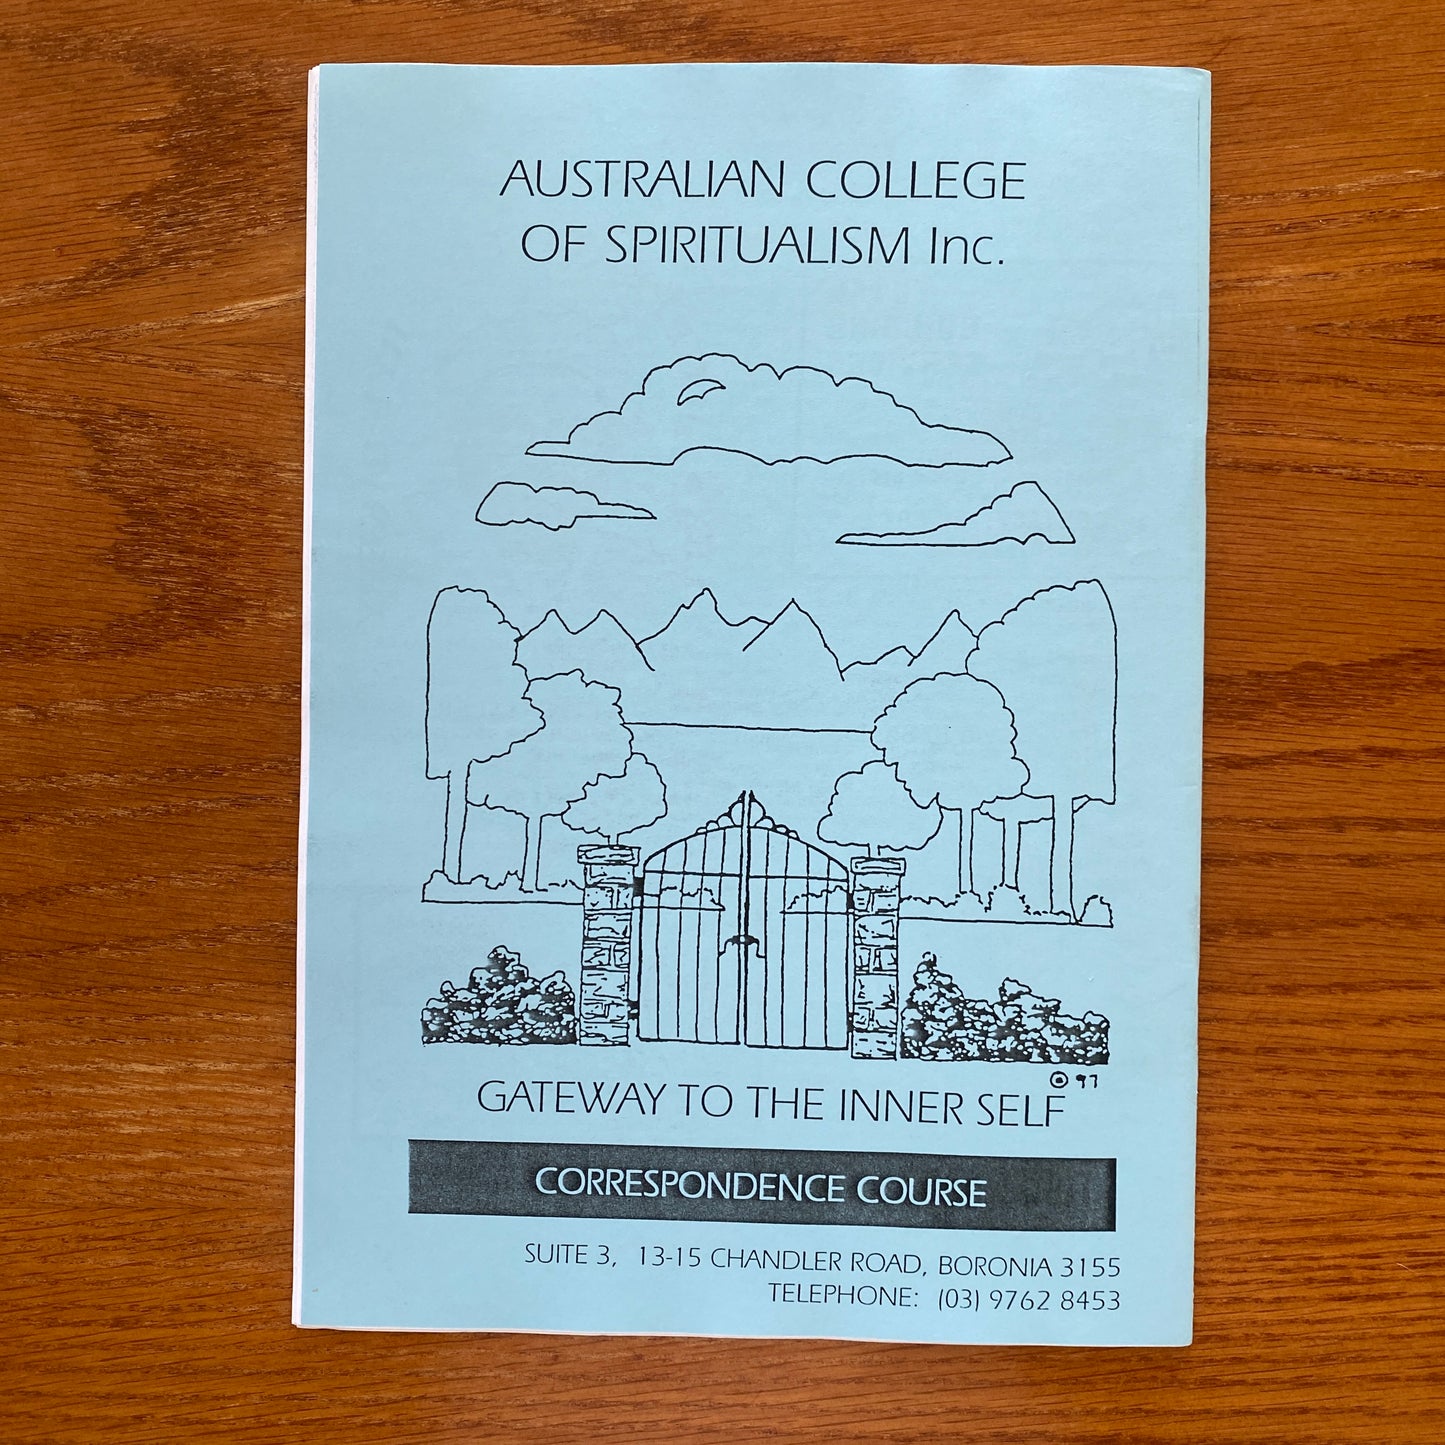 AUSTRALIAN COLLEGE
OF SPIRITUALISM Inc.
© 97
GATEWAY TO THE INNER SELF
CORRESPONDENCE COURSE
SUITE 3, 13-15 CHANDLER ROAD, BORONIA 3155
TELEPHONE: (03) 9762 8453